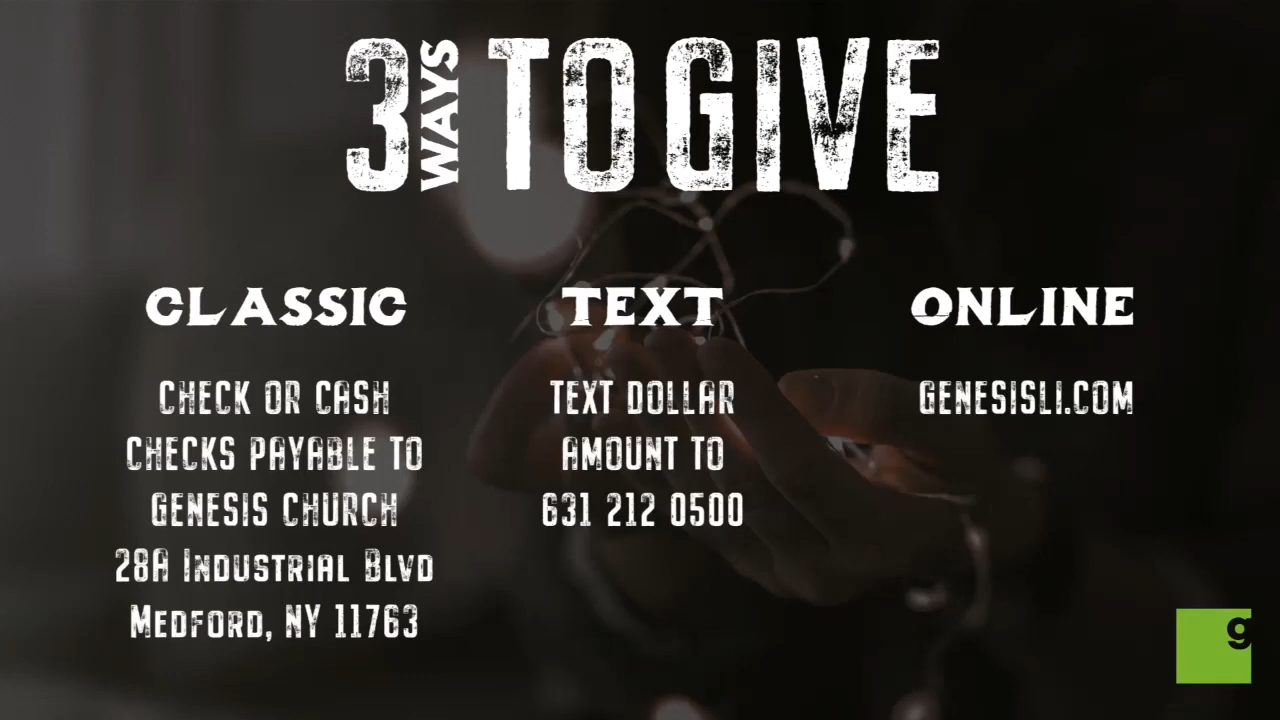 3 WAYS TO GIVE
CLASSIC
CHECK OR CASH
CHECKS PAYABLE TO
GENESIS CHURCH
28A Industrial Blvd
Medford, NY 11763
TEXT
TEXT DOLLAR
AMOUNT TO
631 212 0500
ONLINE
GENESISLI.COM
g